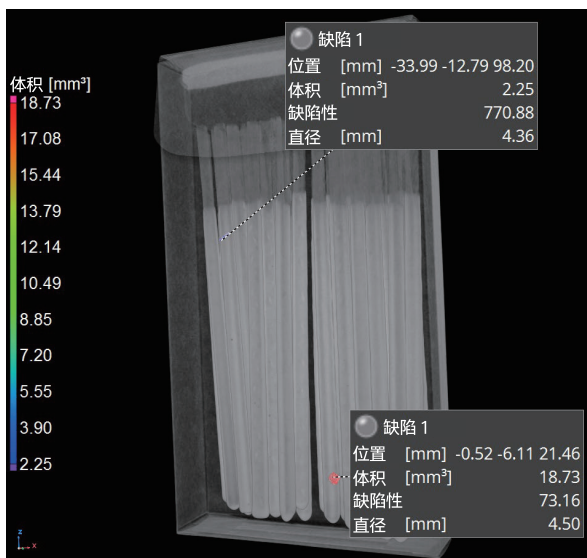 缺陷 1
位置 [mm] -33.99 -12.79 98.20
体积 [mm³] 2.25
缺陷性 770.88
直径 [mm] 4.36
体积 [mm³]
18.73
17.08
15.44
13.79
12.14
10.49
8.85
7.20
5.55
3.90
2.25
缺陷 1
位置 [mm] -0.52 -6.11 21.46
体积 [mm³] 18.73
缺陷性 73.16
直径 [mm] 4.50
z
x